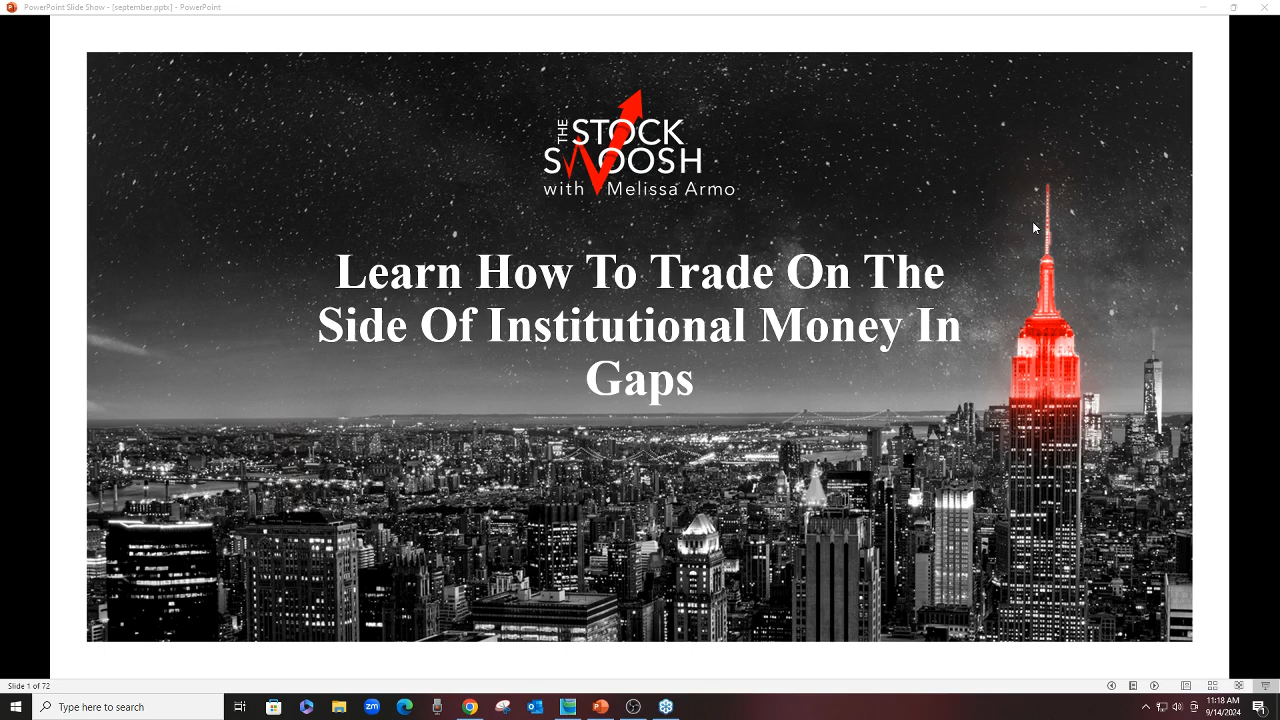 PowerPoint Slide Show - [september.pptx] - PowerPoint
THE STOCK
SWOOSH
with Melissa Armo
Learn How To Trade On The
Side Of Institutional Money In
Gaps
Slide 1 of 72
Type here to search
zm
11:18 AM
9/14/2024